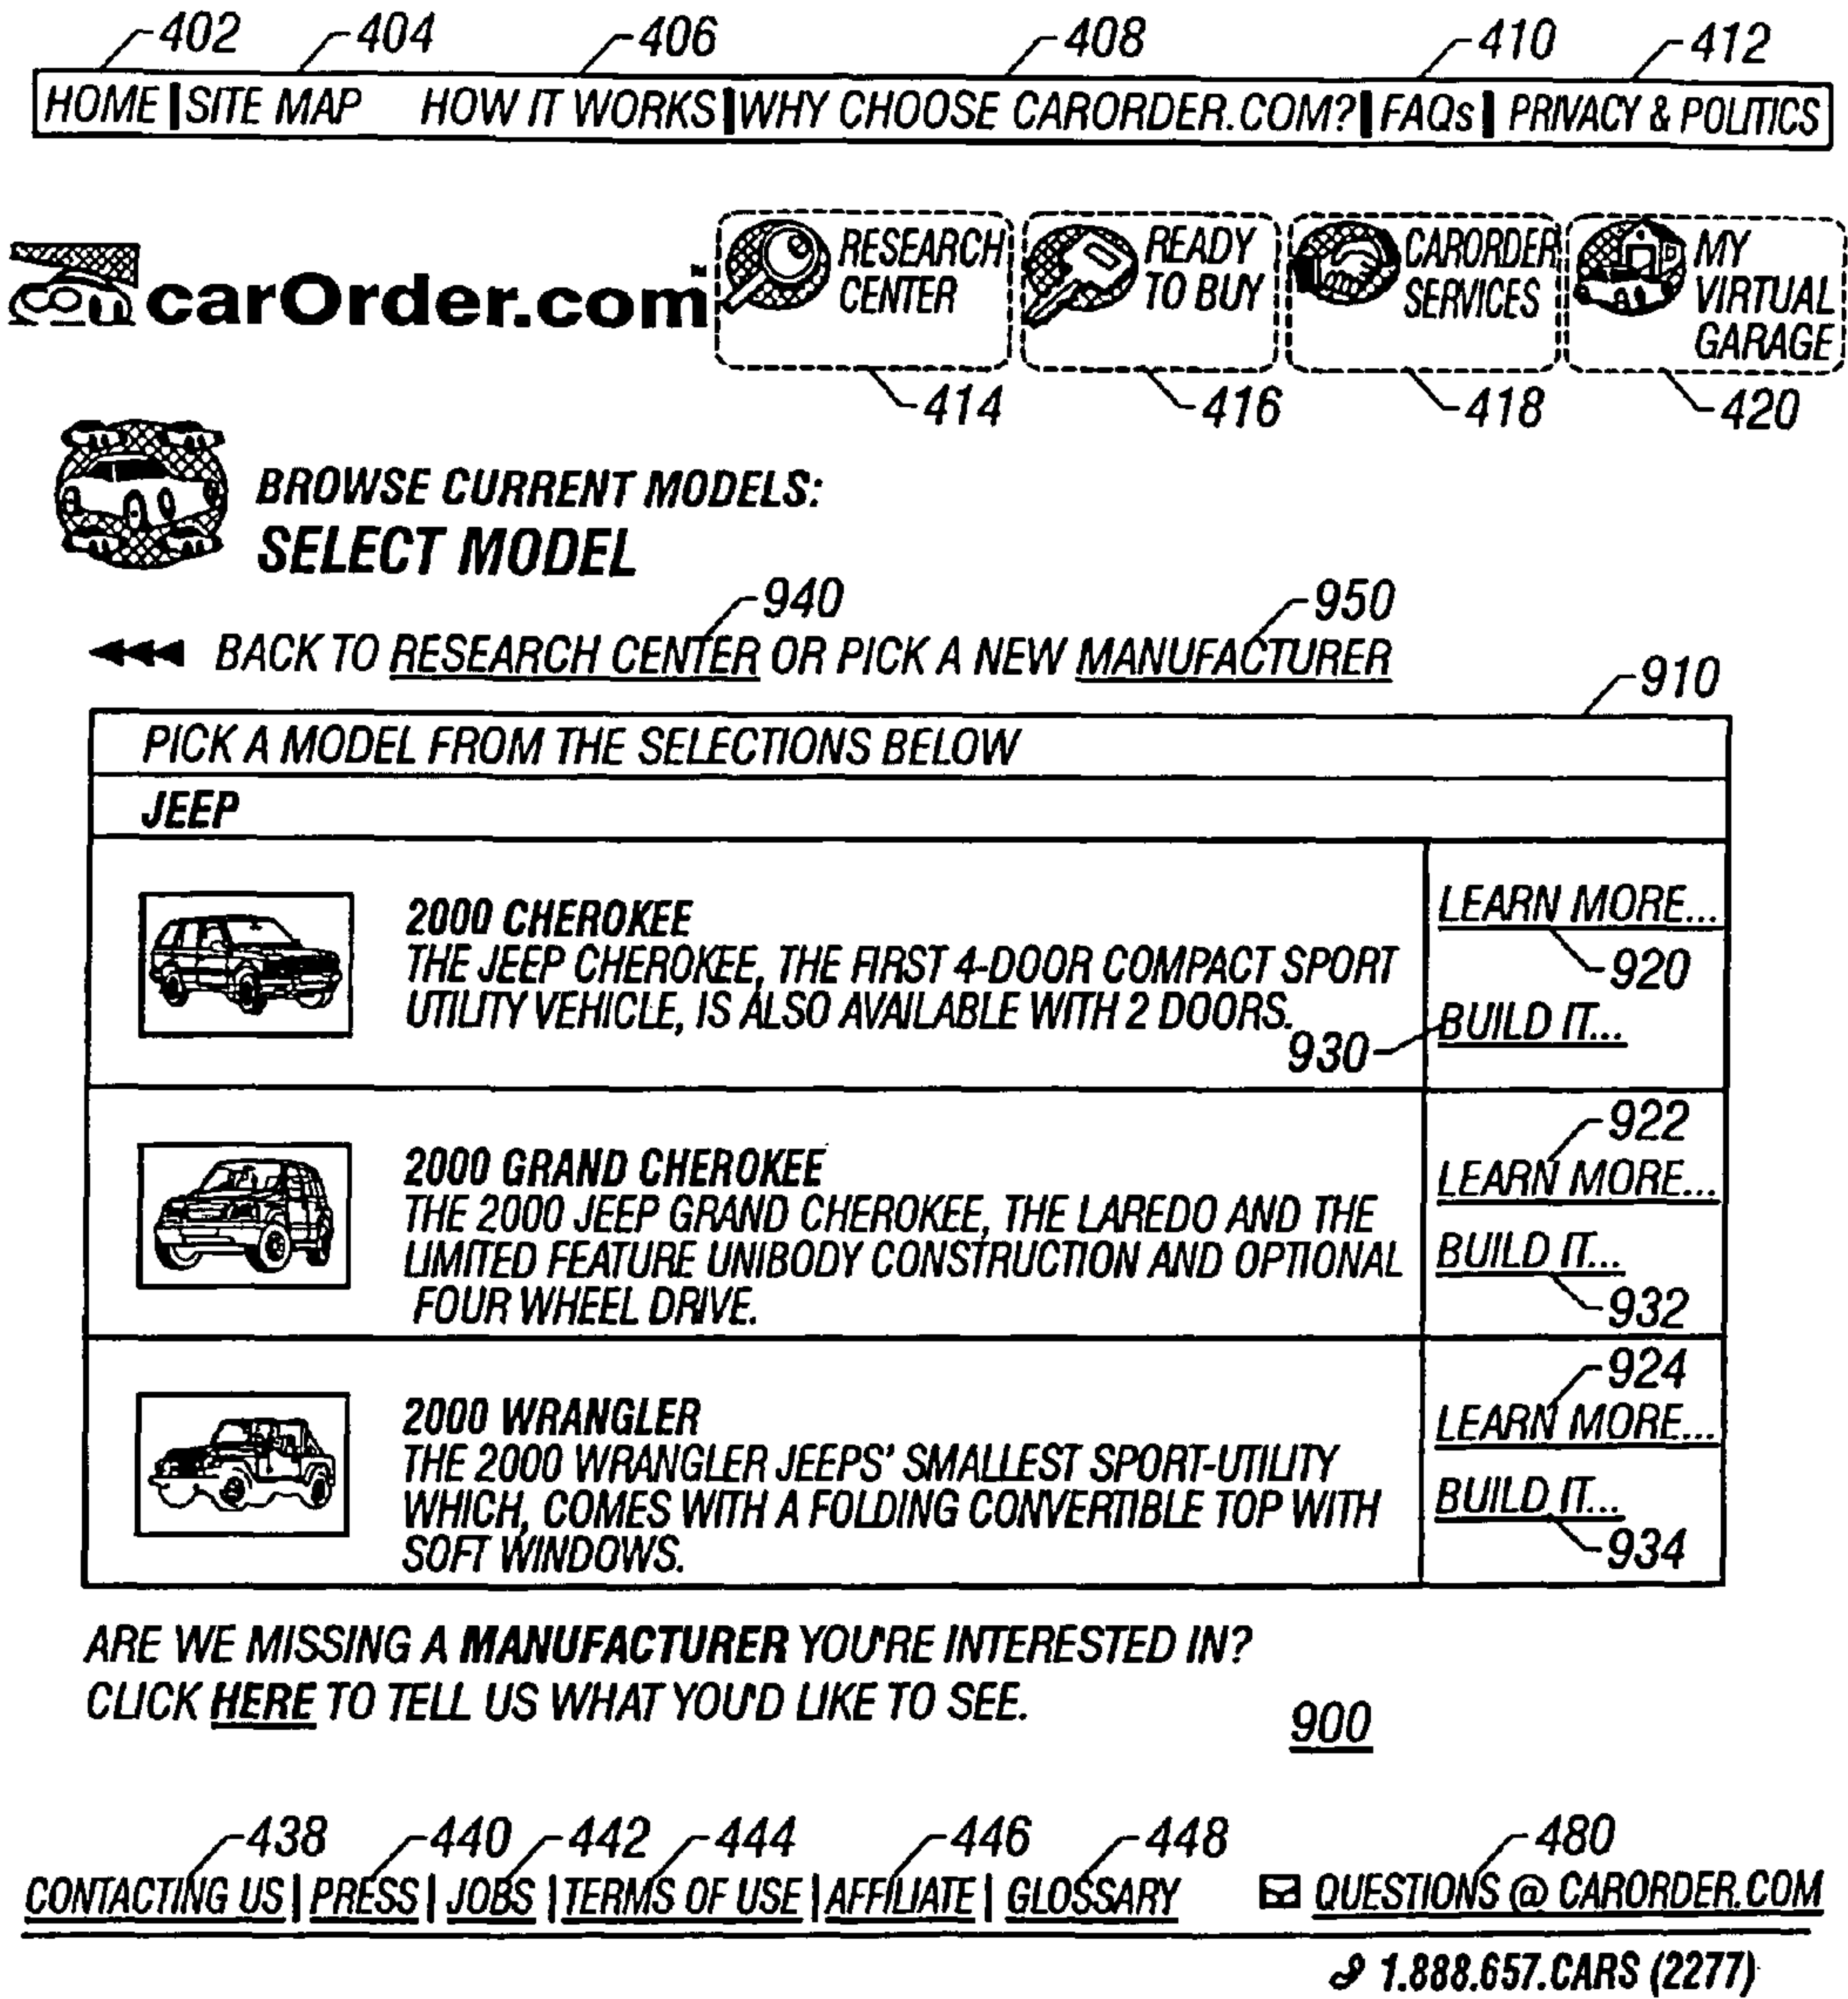 402 404 406 408 410 412
HOME | SITE MAP HOW IT WORKS | WHY CHOOSE CARORDER.COM? | FAQs | PRIVACY & POLITICS
carOrder.com™
RESEARCH CENTER
READY TO BUY
CARORDER SERVICES
MY VIRTUAL GARAGE
414 416 418 420
BROWSE CURRENT MODELS:
SELECT MODEL
940 950
BACK TO RESEARCH CENTER OR PICK A NEW MANUFACTURER
910
PICK A MODEL FROM THE SELECTIONS BELOW
JEEP
2000 CHEROKEE
THE JEEP CHEROKEE, THE FIRST 4-DOOR COMPACT SPORT
UTILITY VEHICLE, IS ALSO AVAILABLE WITH 2 DOORS.
LEARN MORE...
920
930
BUILD IT...
2000 GRAND CHEROKEE
THE 2000 JEEP GRAND CHEROKEE, THE LAREDO AND THE
LIMITED FEATURE UNIBODY CONSTRUCTION AND OPTIONAL
FOUR WHEEL DRIVE.
922
LEARN MORE...
BUILD IT...
932
2000 WRANGLER
THE 2000 WRANGLER JEEPS' SMALLEST SPORT-UTILITY
WHICH, COMES WITH A FOLDING CONVERTIBLE TOP WITH
SOFT WINDOWS.
924
LEARN MORE...
BUILD IT...
934
ARE WE MISSING A MANUFACTURER YOU'RE INTERESTED IN?
CLICK HERE TO TELL US WHAT YOU'D LIKE TO SEE.
900
438 440 442 444 446 448 480
CONTACTING US | PRESS | JOBS | TERMS OF USE | AFFILIATE | GLOSSARY QUESTIONS @ CARORDER.COM
1.888.657.CARS (2277)